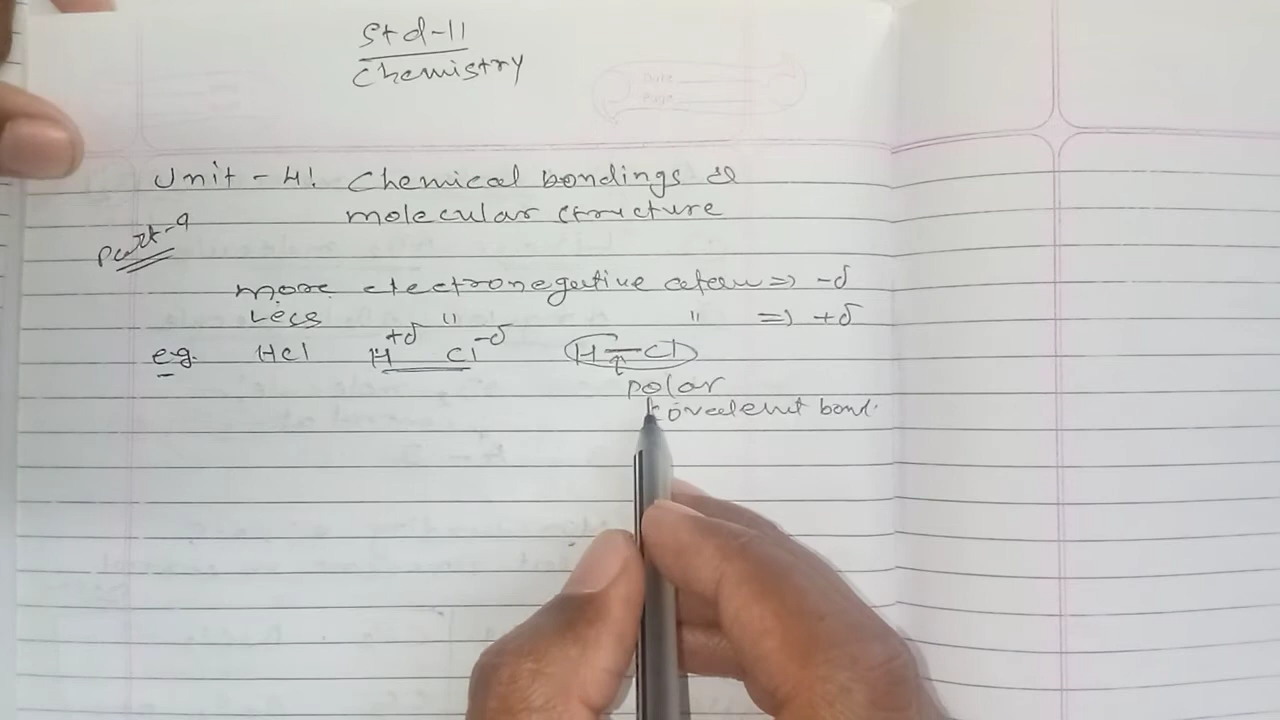 Std-11
Chemistry
Unit - 4: Chemical bondings &
molecular structure
Part-9
more electronegative atom => -δ
Less " " => +δ
e.g. HCl H+δ Cl-δ H-Cl
polar
covalent bond.